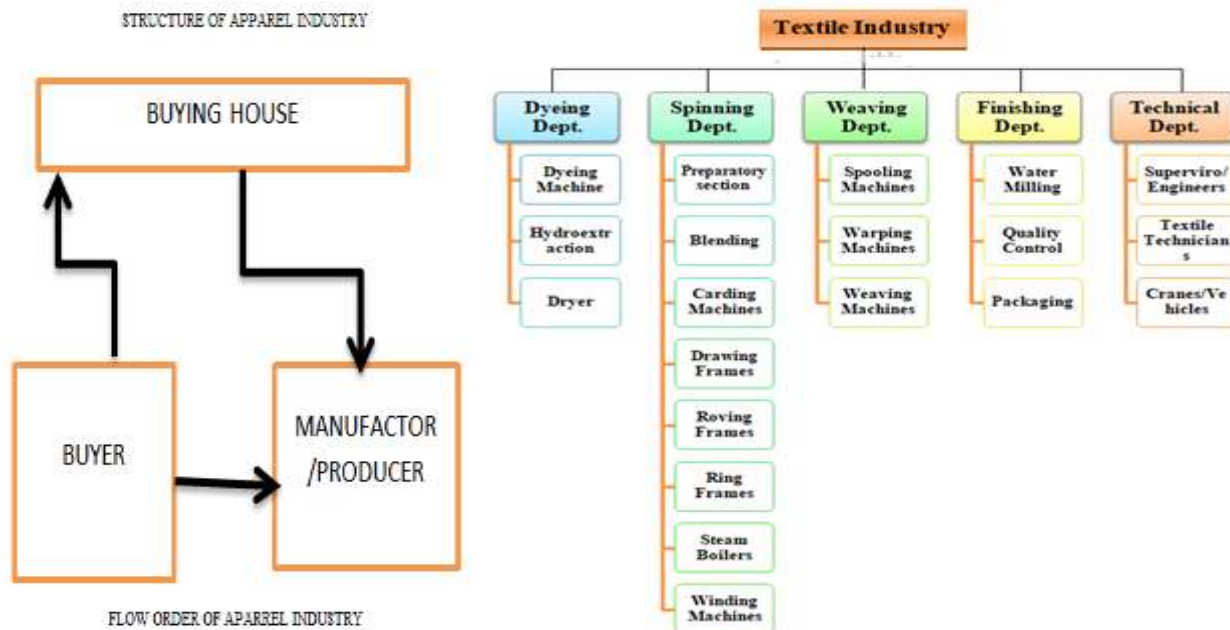 STRUCTURE OF APPAREL INDUSTRY
BUYING HOUSE
BUYER
MANUFACTOR
/PRODUCER
FLOW ORDER OF APARREL INDUSTRY
Textile Industry
Dyeing
Dept.
Dyeing
Machine
Hydroextr
action
Dryer
Spinning
Dept.
Preparatory
section
Blending
Carding
Machines
Drawing
Frames
Roving
Frames
Ring
Frames
Steam
Boilers
Winding
Machines
Weaving
Dept.
Spooling
Machines
Warping
Machines
Weaving
Machines
Finishing
Dept.
Water
Milling
Quality
Control
Packaging
Technical
Dept.
Superviro/
Engineers
Textile
Technician
s
Cranes/Ve
hicles